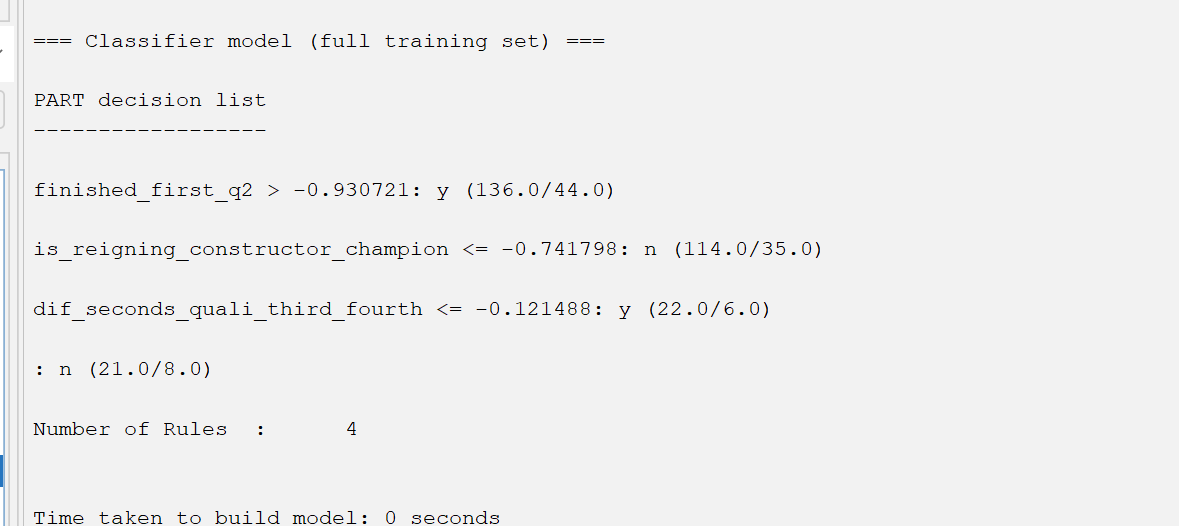 === Classifier model (full training set) ===
PART decision list
------------------
finished_first_q2 > -0.930721: y (136.0/44.0)
is_reigning_constructor_champion <= -0.741798: n (114.0/35.0)
dif_seconds_quali_third_fourth <= -0.121488: y (22.0/6.0)
: n (21.0/8.0)
Number of Rules  :      4
Time taken to build model: 0 seconds